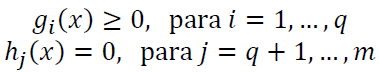 gᵢ(x) ≥ 0, para i = 1, … , q
hⱼ(x) = 0, para j = q + 1, … , m